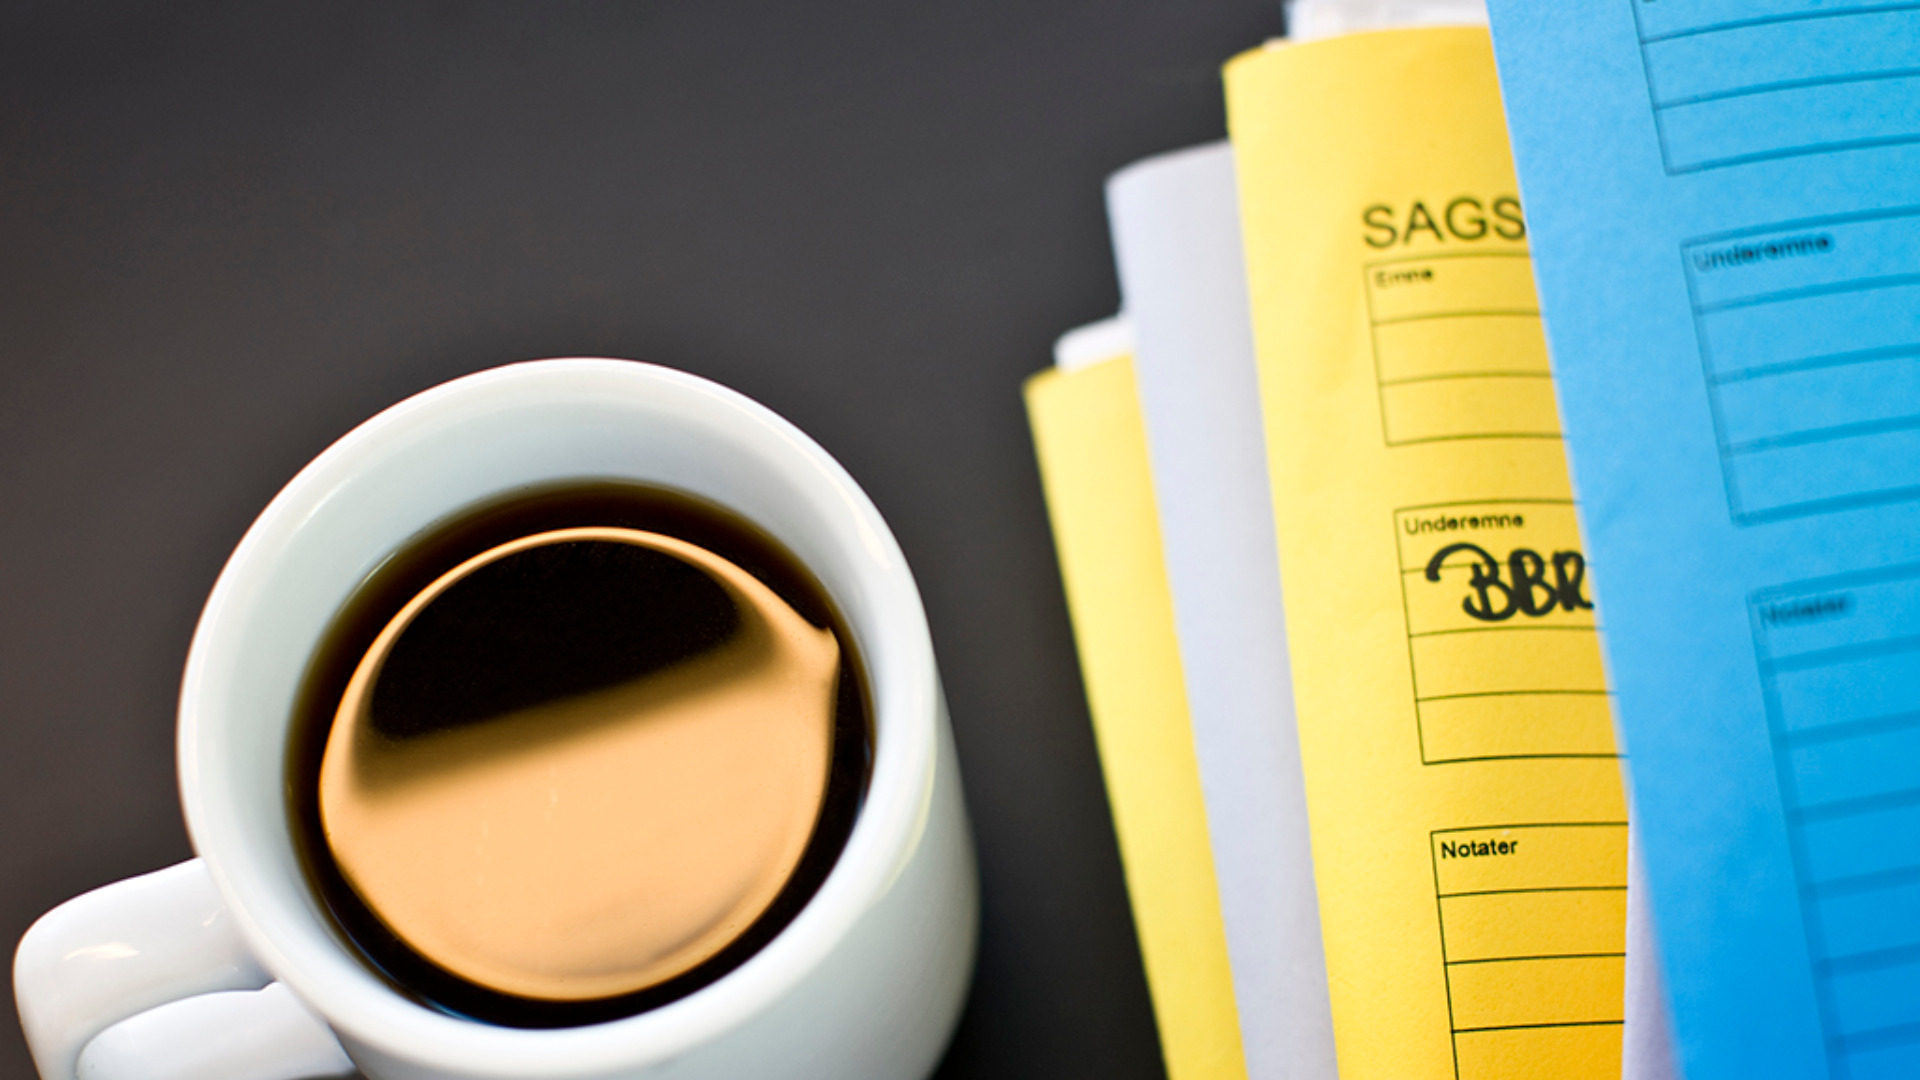 SAGS
Emne
Underemne
BBR
Notater
Underemne
Notater